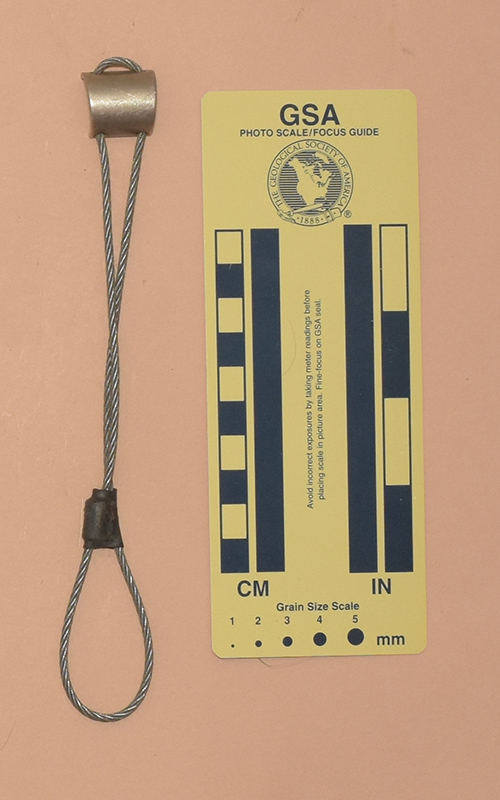 GSA
PHOTO SCALE/FOCUS GUIDE
THE GEOLOGICAL SOCIETY OF AMERICA
1888
®
Avoid incorrect exposures by taking meter readings before
placing scale in picture area. Fine-focus on GSA seal.
CM
IN
Grain Size Scale
1 2 3 4 5
mm